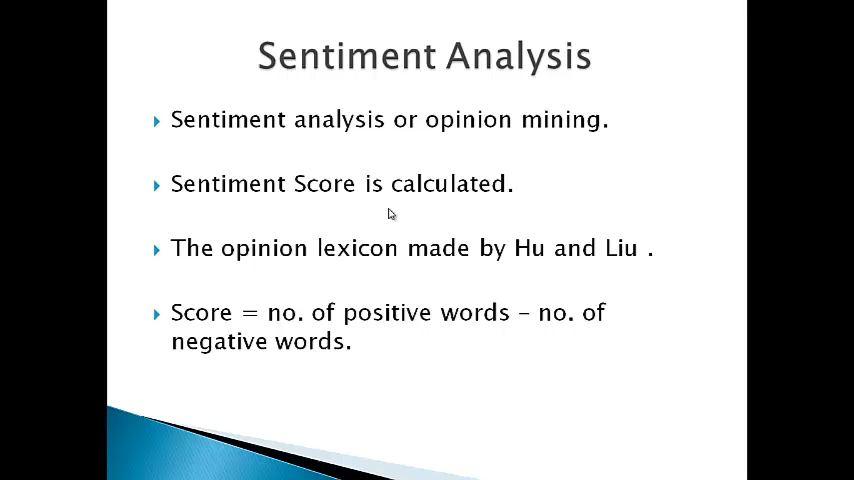 Sentiment Analysis
Sentiment analysis or opinion mining.
Sentiment Score is calculated.
The opinion lexicon made by Hu and Liu .
Score = no. of positive words – no. of
negative words.